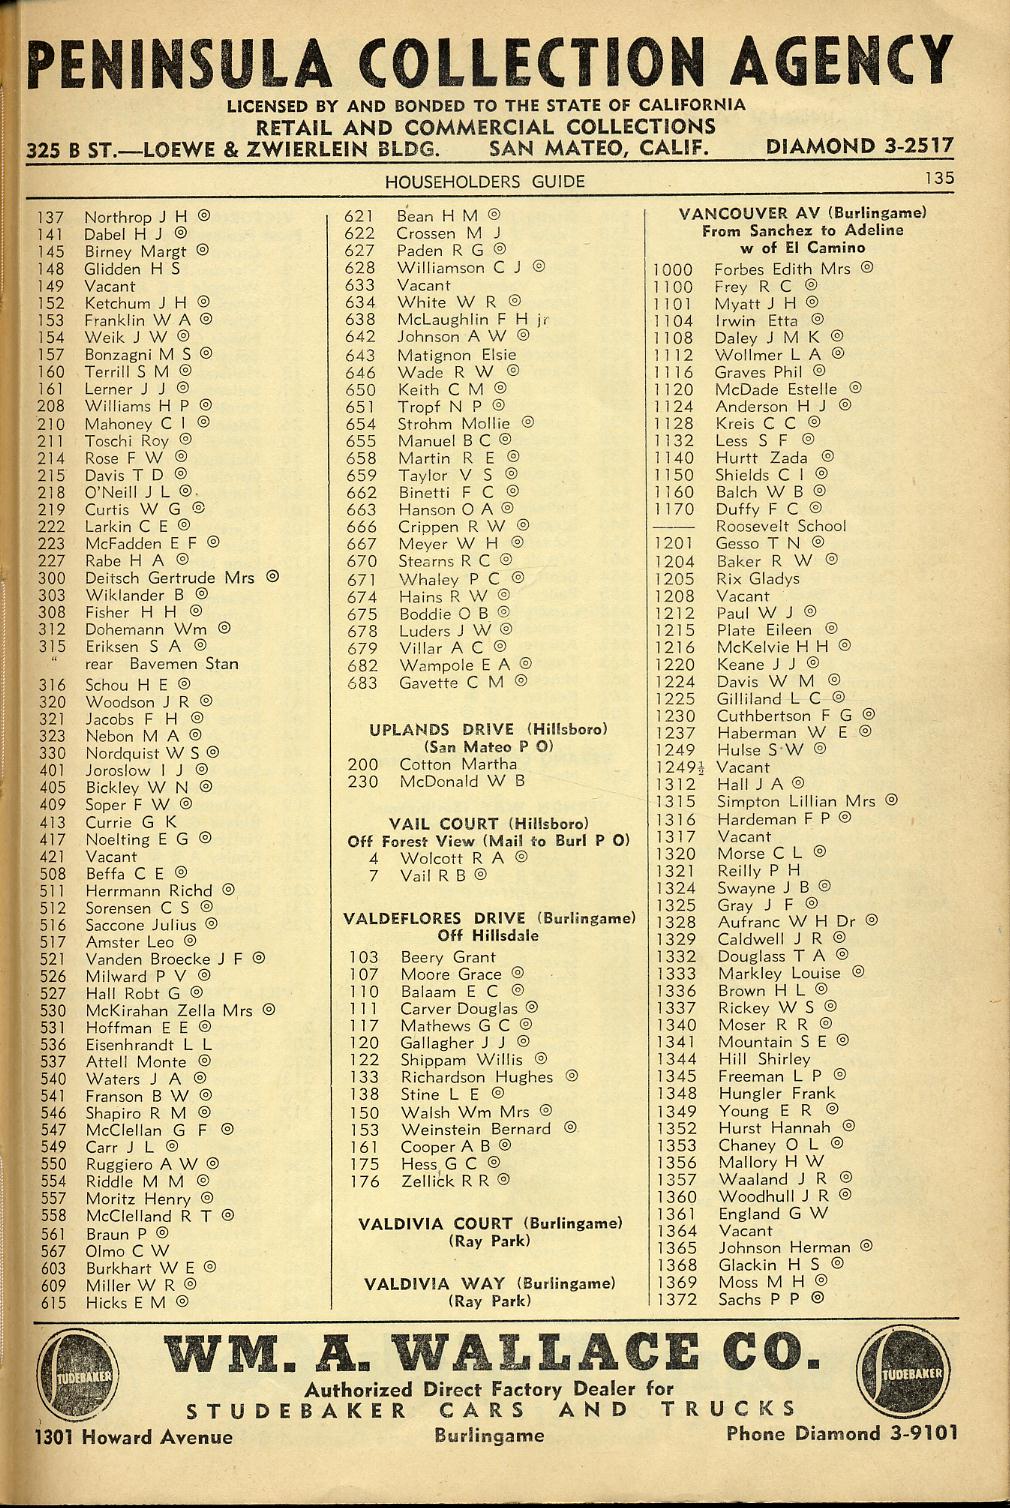 PENINSULA COLLECTION AGENCY
LICENSED BY AND BONDED TO THE STATE OF CALIFORNIA
RETAIL AND COMMERCIAL COLLECTIONS
325 B ST.—LOEWE & ZWIERLEIN BLDG. SAN MATEO, CALIF. DIAMOND 3-2517
HOUSEHOLDERS GUIDE 135
137 Northrop J H ⊚
141 Dabel H J ⊚
145 Birney Margt ⊚
148 Glidden H S
149 Vacant
152 Ketchum J H ⊚
153 Franklin W A ⊚
154 Weik J W ⊚
157 Bonzagni M S ⊚
160 Terrill S M ⊚
161 Lerner J J ⊚
208 Williams H P ⊚
210 Mahoney C I ⊚
211 Toschi Roy ⊚
214 Rose F W ⊚
215 Davis T D ⊚
218 O'Neill J L ⊚
219 Curtis W G ⊚
222 Larkin C E ⊚
223 McFadden E F ⊚
227 Rabe H A ⊚
300 Deitsch Gertrude Mrs ⊚
303 Wiklander B ⊚
308 Fisher H H ⊚
312 Dohemann Wm ⊚
315 Eriksen S A ⊚
" rear Bavemen Stan
316 Schou H E ⊚
320 Woodson J R ⊚
321 Jacobs F H ⊚
323 Nebon M A ⊚
330 Nordquist W S ⊚
401 Joroslow I J ⊚
405 Bickley W N ⊚
409 Soper F W ⊚
413 Currie G K
417 Noelting E G ⊚
421 Vacant
508 Beffa C E ⊚
511 Herrmann Richd ⊚
512 Sorensen C S ⊚
516 Saccone Julius ⊚
517 Amster Leo ⊚
521 Vanden Broecke J F ⊚
526 Milward P V ⊚
527 Hall Robt G ⊚
530 McKirahan Zella Mrs ⊚
531 Hoffman E E ⊚
536 Eisenhrandt L L
537 Attell Monte ⊚
540 Waters J A ⊚
541 Franson B W ⊚
546 Shapiro R M ⊚
547 McClellan G F ⊚
549 Carr J L ⊚
550 Ruggiero A W ⊚
554 Riddle M M ⊚
557 Moritz Henry ⊚
558 McClelland R T ⊚
561 Braun P ⊚
567 Olmo C W
603 Burkhart W E ⊚
609 Miller W R ⊚
615 Hicks E M ⊚
621 Bean H M ⊚
622 Crossen M J
627 Paden R G ⊚
628 Williamson C J ⊚
633 Vacant
634 White W R ⊚
638 McLaughlin F H jr
642 Johnson A W ⊚
643 Matignon Elsie
646 Wade R W ⊚
650 Keith C M ⊚
651 Tropf N P ⊚
654 Strohm Mollie ⊚
655 Manuel B C ⊚
658 Martin R E ⊚
659 Taylor V S ⊚
662 Binetti F C ⊚
663 Hanson O A ⊚
666 Crippen R W ⊚
667 Meyer W H ⊚
670 Stearns R C ⊚
671 Whaley P C ⊚
674 Hains R W ⊚
675 Boddie O B ⊚
678 Luders J W ⊚
679 Villar A C ⊚
682 Wampole E A ⊚
683 Gavette C M ⊚
UPLANDS DRIVE (Hillsboro)
(San Mateo P O)
200 Cotton Martha
230 McDonald W B
VAIL COURT (Hillsboro)
Off Forest View (Mail to Burl P O)
4 Wolcott R A ⊚
7 Vail R B ⊚
VALDEFLORES DRIVE (Burlingame)
Off Hillsdale
103 Beery Grant
107 Moore Grace ⊚
110 Balaam E C ⊚
111 Carver Douglas ⊚
117 Mathews G C ⊚
120 Gallagher J J ⊚
122 Shippam Willis ⊚
133 Richardson Hughes ⊚
138 Stine L E ⊚
150 Walsh Wm Mrs ⊚
153 Weinstein Bernard ⊚
161 Cooper A B ⊚
175 Hess G C ⊚
176 Zellick R R ⊚
VALDIVIA COURT (Burlingame)
(Ray Park)
VALDIVIA WAY (Burlingame)
(Ray Park)
VANCOUVER AV (Burlingame)
From Sanchez to Adeline
w of El Camino
1000 Forbes Edith Mrs ⊚
1100 Frey R C ⊚
1101 Myatt J H ⊚
1104 Irwin Etta ⊚
1108 Daley J M K ⊚
1112 Wollmer L A ⊚
1116 Graves Phil ⊚
1120 McDade Estelle ⊚
1124 Anderson H J ⊚
1128 Kreis C C ⊚
1132 Less S F ⊚
1140 Hurtt Zada ⊚
1150 Shields C I ⊚
1160 Balch W B ⊚
1170 Duffy F C ⊚
—— Roosevelt School
1201 Gesso T N ⊚
1204 Baker R W ⊚
1205 Rix Gladys
1208 Vacant
1212 Paul W J ⊚
1215 Plate Eileen ⊚
1216 McKelvie H H ⊚
1220 Keane J J ⊚
1224 Davis W M ⊚
1225 Gilliland L C ⊚
1230 Cuthbertson F G ⊚
1237 Haberman W E ⊚
1249 Hulse S W ⊚
1249½ Vacant
1312 Hall J A ⊚
1315 Simpton Lillian Mrs ⊚
1316 Hardeman F P ⊚
1317 Vacant
1320 Morse C L ⊚
1321 Reilly P H
1324 Swayne J B ⊚
1325 Gray J F ⊚
1328 Aufranc W H Dr ⊚
1329 Caldwell J R ⊚
1332 Douglass T A ⊚
1333 Markley Louise ⊚
1336 Brown H L ⊚
1337 Rickey W S ⊚
1340 Moser R R ⊚
1341 Mountain S E ⊚
1344 Hill Shirley
1345 Freeman L P ⊚
1348 Hungler Frank
1349 Young E R ⊚
1352 Hurst Hannah ⊚
1353 Chaney O L ⊚
1356 Mallory H W
1357 Waaland J R ⊚
1360 Woodhull J R ⊚
1361 England G W
1364 Vacant
1365 Johnson Herman ⊚
1368 Glackin H S ⊚
1369 Moss M H ⊚
1372 Sachs P P ⊚
STUDEBAKER
WM. A. WALLACE CO.
STUDEBAKER
Authorized Direct Factory Dealer for
STUDEBAKER CARS AND TRUCKS
1301 Howard Avenue Burlingame Phone Diamond 3-9101